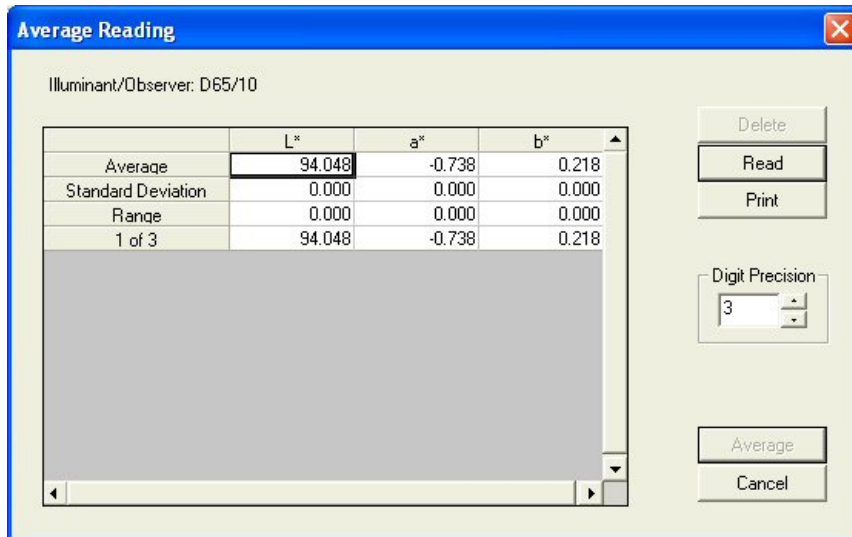 Average Reading
Illuminant/Observer: D65/10
L* a* b*
Average 94.048 -0.738 0.218
Standard Deviation 0.000 0.000 0.000
Range 0.000 0.000 0.000
1 of 3 94.048 -0.738 0.218
Delete
Read
Print
Digit Precision
3
Average
Cancel